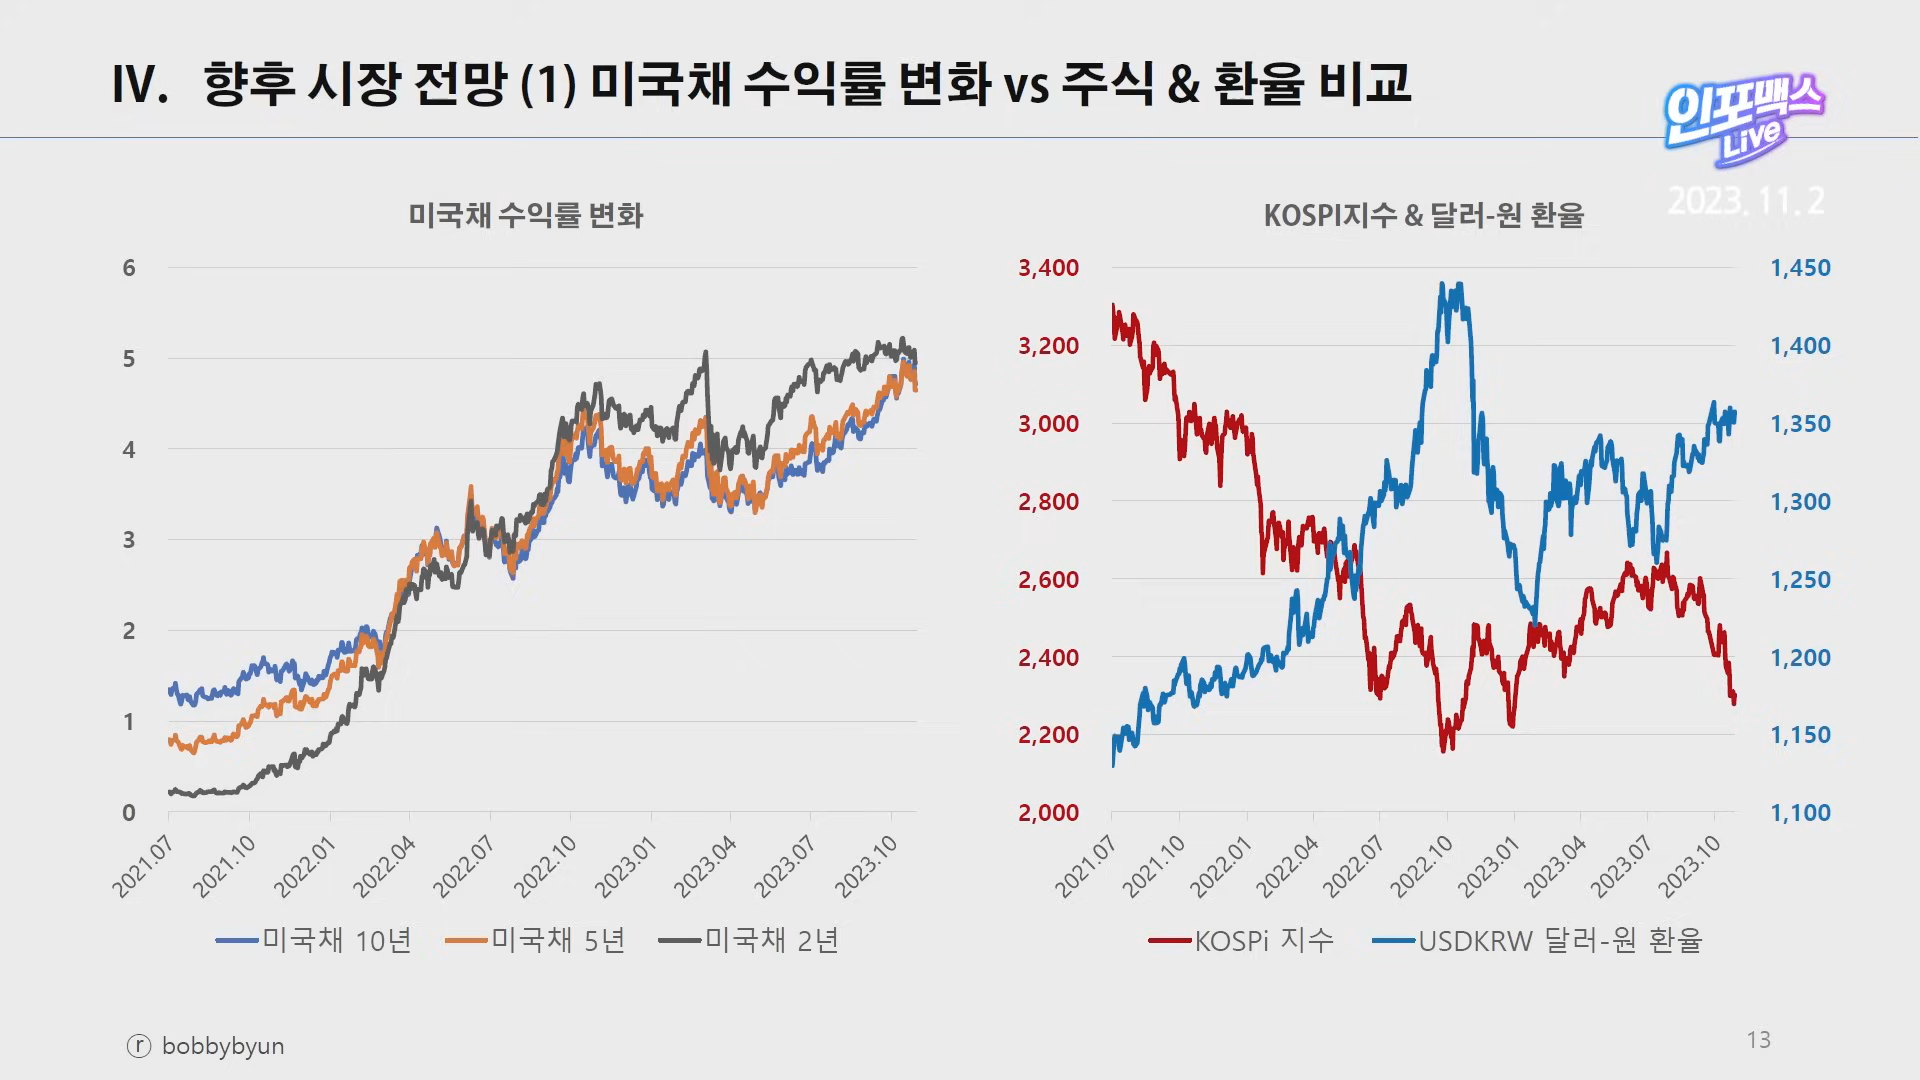 IV. 향후 시장 전망 (1) 미국채 수익률 변화 vs 주식 & 환율 비교
인포맥스
Live
2023. 11. 2
미국채 수익률 변화
6
5
4
3
2
1
0
2021.07 2021.10 2022.01 2022.04 2022.07 2022.10 2023.01 2023.04 2023.07 2023.10
미국채 10년 미국채 5년 미국채 2년
KOSPI지수 & 달러-원 환율
3,400 1,450
3,200 1,400
3,000 1,350
2,800 1,300
2,600 1,250
2,400 1,200
2,200 1,150
2,000 1,100
2021.07 2021.10 2022.01 2022.04 2022.07 2022.10 2023.01 2023.04 2023.07 2023.10
KOSPi 지수 USDKRW 달러-원 환율
ⓡ bobbybyun
13